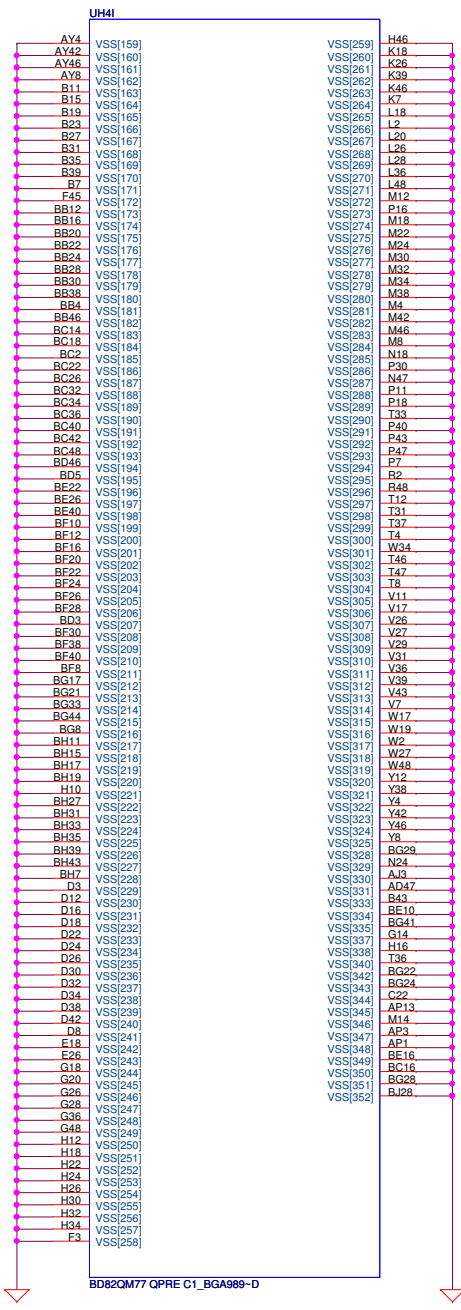 UH4I
AY4 VSS[159] VSS[259] H46
AY42 VSS[160] VSS[260] K18
AY46 VSS[161] VSS[261] K26
AY8 VSS[162] VSS[262] K39
B11 VSS[163] VSS[263] K46
B15 VSS[164] VSS[264] K7
B19 VSS[165] VSS[265] L18
B23 VSS[166] VSS[266] L2
B27 VSS[167] VSS[267] L20
B31 VSS[168] VSS[268] L26
B35 VSS[169] VSS[269] L28
B39 VSS[170] VSS[270] L36
B7 VSS[171] VSS[271] L48
F45 VSS[172] VSS[272] M12
BB12 VSS[173] VSS[273] P16
BB16 VSS[174] VSS[274] M18
BB20 VSS[175] VSS[275] M22
BB22 VSS[176] VSS[276] M24
BB24 VSS[177] VSS[277] M30
BB28 VSS[178] VSS[278] M32
BB30 VSS[179] VSS[279] M34
BB38 VSS[180] VSS[280] M38
BB4 VSS[181] VSS[281] M4
BB46 VSS[182] VSS[282] M42
BC14 VSS[183] VSS[283] M46
BC18 VSS[184] VSS[284] M8
BC2 VSS[185] VSS[285] N18
BC22 VSS[186] VSS[286] P30
BC26 VSS[187] VSS[287] N47
BC32 VSS[188] VSS[288] P11
BC34 VSS[189] VSS[289] P18
BC36 VSS[190] VSS[290] T33
BC40 VSS[191] VSS[291] P40
BC42 VSS[192] VSS[292] P43
BC48 VSS[193] VSS[293] P47
BD46 VSS[194] VSS[294] P7
BD5 VSS[195] VSS[295] R2
BE22 VSS[196] VSS[296] R48
BE26 VSS[197] VSS[297] T12
BE40 VSS[198] VSS[298] T31
BF10 VSS[199] VSS[299] T37
BF12 VSS[200] VSS[300] T4
BF16 VSS[201] VSS[301] W34
BF20 VSS[202] VSS[302] T46
BF22 VSS[203] VSS[303] T47
BF24 VSS[204] VSS[304] T8
BF26 VSS[205] VSS[305] V11
BF28 VSS[206] VSS[306] V17
BD3 VSS[207] VSS[307] V26
BF30 VSS[208] VSS[308] V27
BF38 VSS[209] VSS[309] V29
BF40 VSS[210] VSS[310] V31
BF8 VSS[211] VSS[311] V36
BG17 VSS[212] VSS[312] V39
BG21 VSS[213] VSS[313] V43
BG33 VSS[214] VSS[314] V7
BG44 VSS[215] VSS[315] W17
BG8 VSS[216] VSS[316] W19
BH11 VSS[217] VSS[317] W2
BH15 VSS[218] VSS[318] W27
BH17 VSS[219] VSS[319] W48
BH19 VSS[220] VSS[320] Y12
H10 VSS[221] VSS[321] Y38
BH27 VSS[222] VSS[322] Y4
BH31 VSS[223] VSS[323] Y42
BH33 VSS[224] VSS[324] Y46
BH35 VSS[225] VSS[325] Y8
BH39 VSS[226] VSS[328] BG29
BH43 VSS[227] VSS[329] N24
BH7 VSS[228] VSS[330] AJ3
D3 VSS[229] VSS[331] AD47
D12 VSS[230] VSS[333] B43
D16 VSS[231] VSS[334] BE10
D18 VSS[232] VSS[335] BG41
D22 VSS[233] VSS[337] G14
D24 VSS[234] VSS[338] H16
D26 VSS[235] VSS[340] T36
D30 VSS[236] VSS[342] BG22
D32 VSS[237] VSS[343] BG24
D34 VSS[238] VSS[344] C22
D38 VSS[239] VSS[345] AP13
D42 VSS[240] VSS[346] M14
D8 VSS[241] VSS[347] AP3
E18 VSS[242] VSS[348] AP1
E26 VSS[243] VSS[349] BE16
G18 VSS[244] VSS[350] BC16
G20 VSS[245] VSS[351] BG28
G26 VSS[246] VSS[352] BJ28
G28 VSS[247]
G36 VSS[248]
G48 VSS[249]
H12 VSS[250]
H18 VSS[251]
H22 VSS[252]
H24 VSS[253]
H26 VSS[254]
H30 VSS[255]
H32 VSS[256]
H34 VSS[257]
F3 VSS[258]
BD82QM77 QPRE C1_BGA989~D